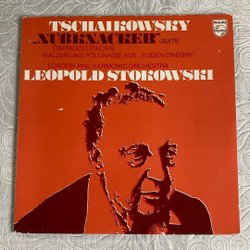 TSCHAIKOWSKY
„NUßKNACKER"-SUITE
CAPRICCIO ITALIEN
WALZER UND POLONAISE AUS „EUGEN ONEGIN"
LONDON PHILHARMONIC ORCHESTRA
LEOPOLD STOKOWSKI
PHILIPS